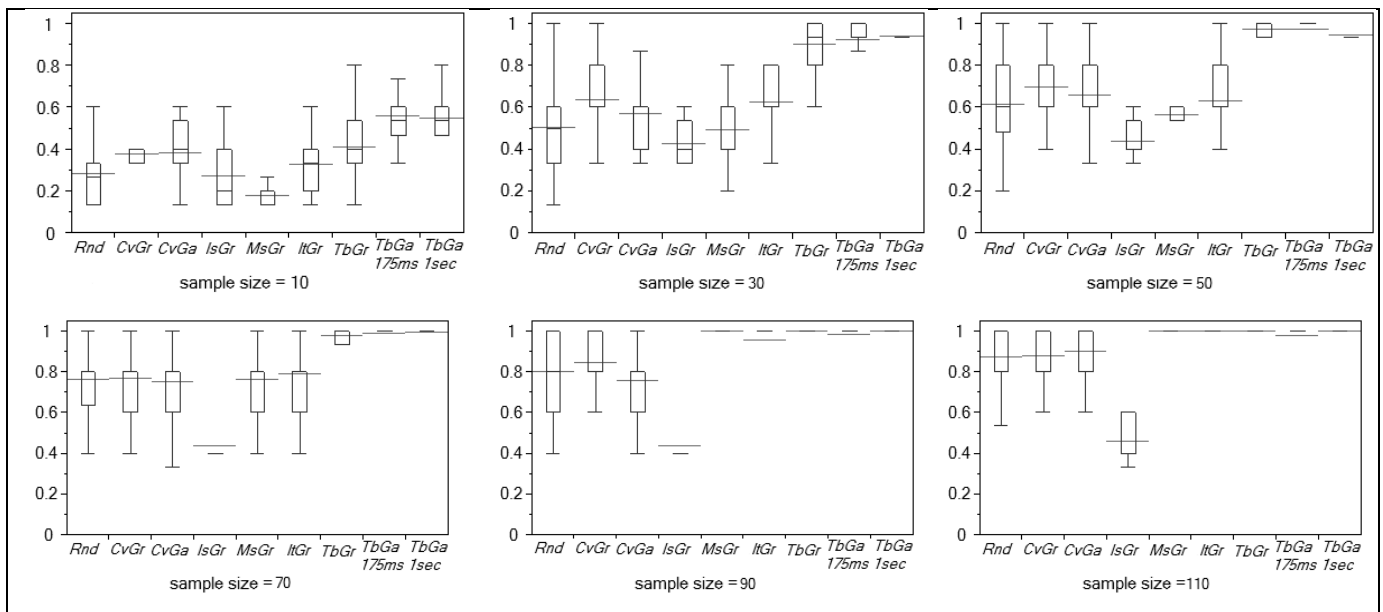 1
0.8
0.6
0.4
0.2
0
Rnd CvGr CvGa IsGr MsGr ItGr TbGr TbGa TbGa
175ms 1sec
sample size = 10
1
0.8
0.6
0.4
0.2
0
Rnd CvGr CvGa IsGr MsGr ItGr TbGr TbGa TbGa
175ms 1sec
sample size = 30
1
0.8
0.6
0.4
0.2
0
Rnd CvGr CvGa IsGr MsGr ItGr TbGr TbGa TbGa
175ms 1sec
sample size = 50
1
0.8
0.6
0.4
0.2
0
Rnd CvGr CvGa IsGr MsGr ItGr TbGr TbGa TbGa
175ms 1sec
sample size = 70
1
0.8
0.6
0.4
0.2
0
Rnd CvGr CvGa IsGr MsGr ItGr TbGr TbGa TbGa
175ms 1sec
sample size = 90
1
0.8
0.6
0.4
0.2
0
Rnd CvGr CvGa IsGr MsGr ItGr TbGr TbGa TbGa
175ms 1sec
sample size =110